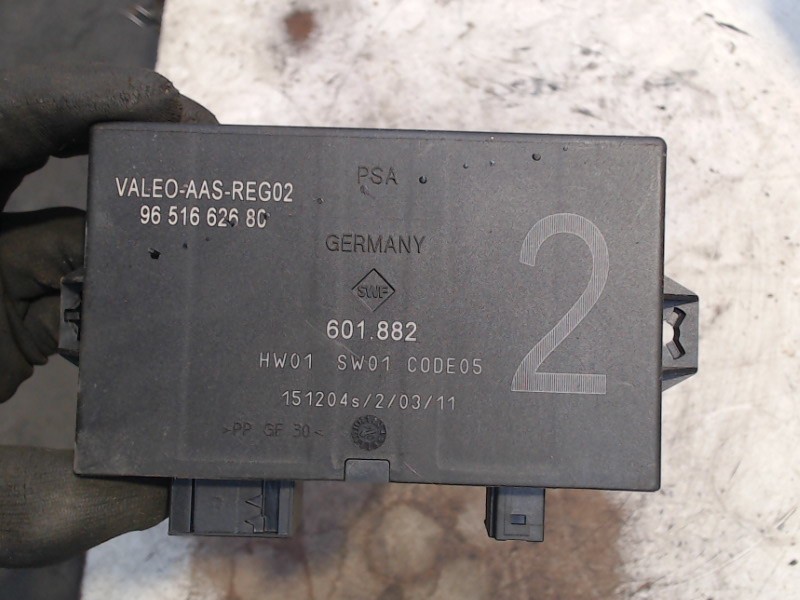 PSA
VALEO-AAS-REG02
96 516 626 80
GERMANY
SWF
601.882
HW01 SW01 CODE05
151204s/2/03/11
>PP GF 30<
2